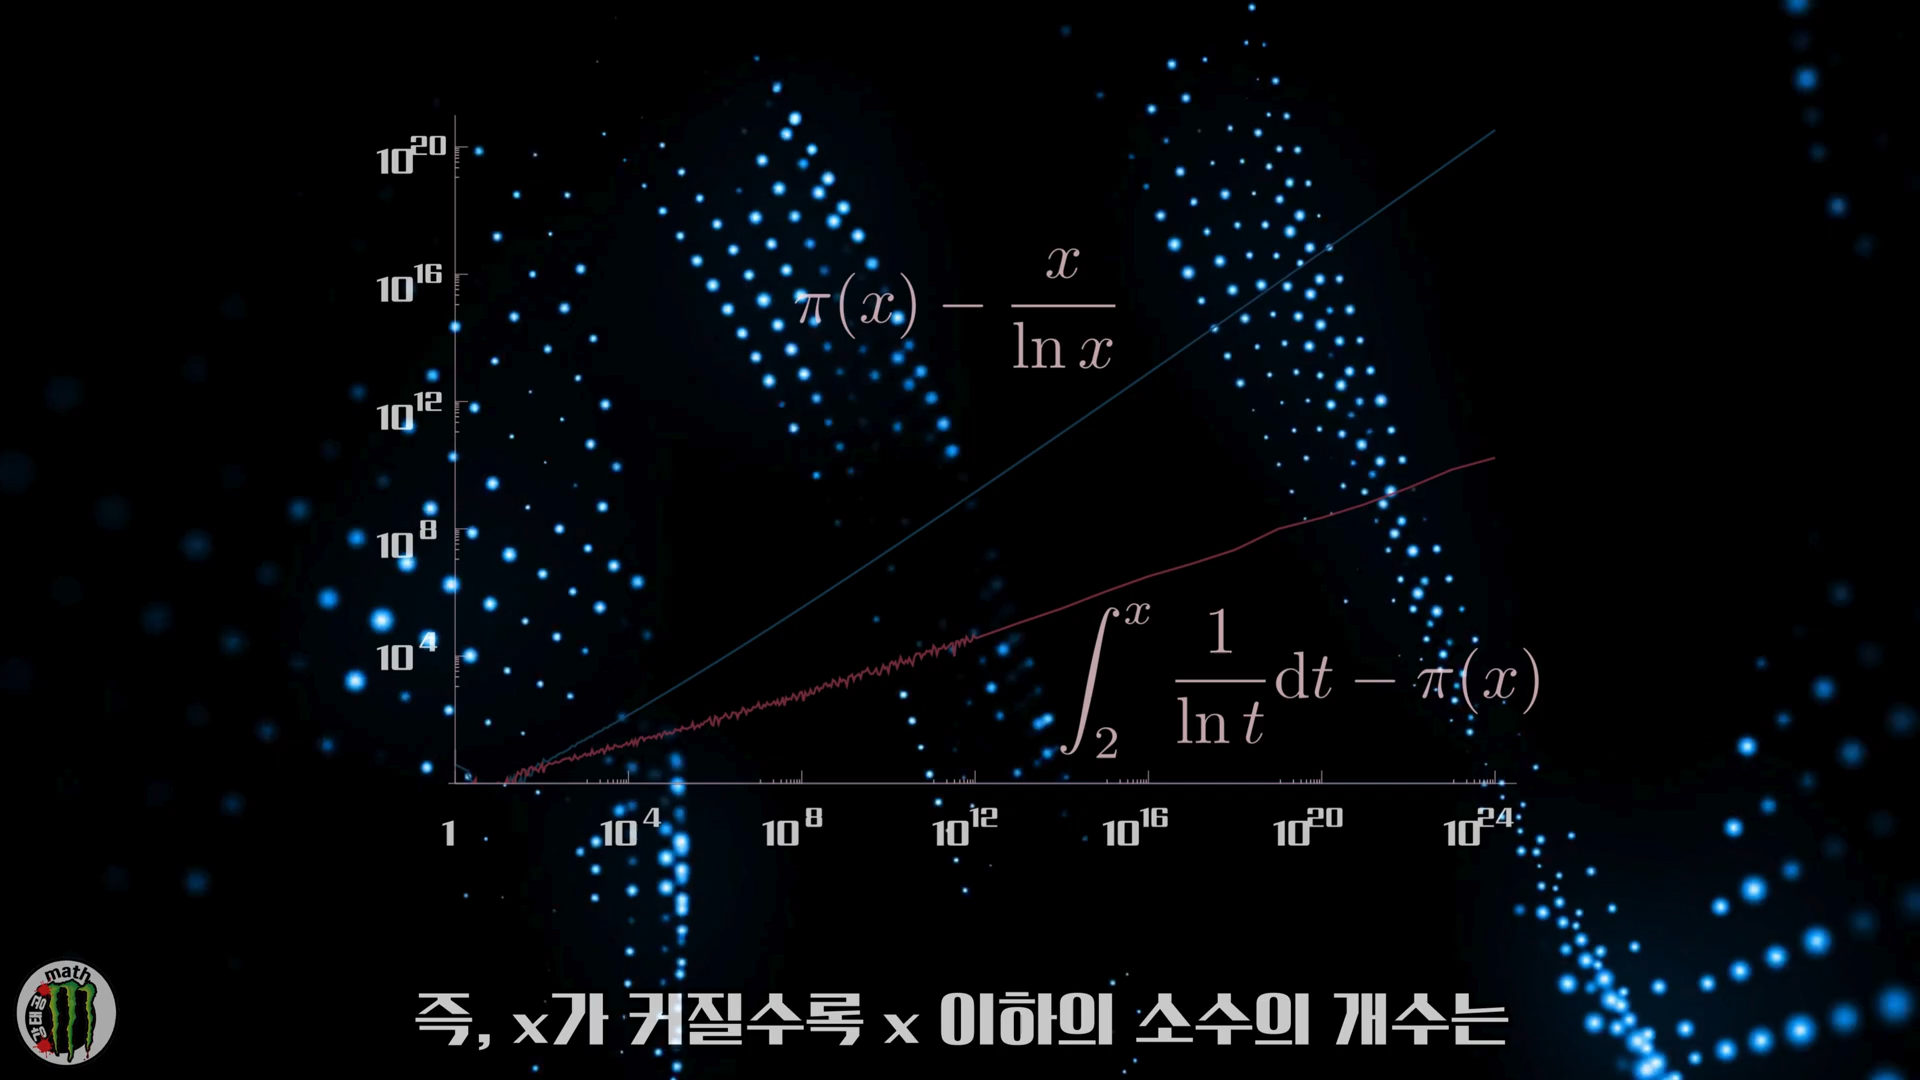 10^20
10^16
10^12
10^8
10^4
π(x) − x/ln x
∫_2^x 1/ln t dt − π(x)
1 10^4 10^8 10^12 10^16 10^20 10^24
math
즉, x가 커질수록 x 이하의 소수의 개수는